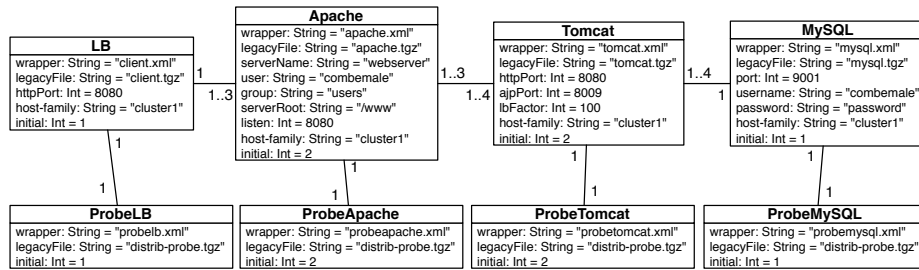 LB
wrapper: String = "client.xml"
legacyFile: String = "client.tgz"
httpPort: Int = 8080
host-family: String = "cluster1"
initial: Int = 1
1
1..3
Apache
wrapper: String = "apache.xml"
legacyFile: String = "apache.tgz"
serverName: String = "webserver"
user: String = "combemale"
group: String = "users"
serverRoot: String = "/www"
listen: Int = 8080
host-family: String = "cluster1"
initial: Int = 2
1..3
1..4
Tomcat
wrapper: String = "tomcat.xml"
legacyFile: String = "tomcat.tgz"
httpPort: Int = 8080
ajpPort: Int = 8009
lbFactor: Int = 100
host-family: String = "cluster1"
initial: Int = 2
1..4
1
MySQL
wrapper: String = "mysql.xml"
legacyFile: String = "mysql.tgz"
port: Int = 9001
username: String = "combemale"
password: String = "password"
host-family: String = "cluster1"
initial: Int = 1
1
1
1
1
1
1
1
1
ProbeLB
wrapper: String = "probelb.xml"
legacyFile: String = "distrib-probe.tgz"
initial: Int = 1
ProbeApache
wrapper: String = "probeapache.xml"
legacyFile: String = "distrib-probe.tgz"
initial: Int = 2
ProbeTomcat
wrapper: String = "probetomcat.xml"
legacyFile: String = "distrib-probe.tgz"
initial: Int = 2
ProbeMySQL
wrapper: String = "probemysql.xml"
legacyFile: String = "distrib-probe.tgz"
initial: Int = 1